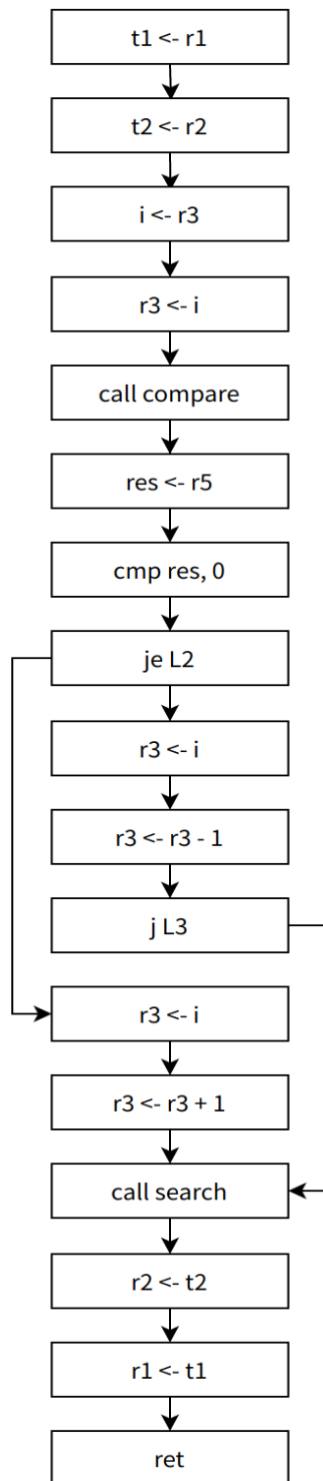 t1 <- r1
t2 <- r2
i <- r3
r3 <- i
call compare
res <- r5
cmp res, 0
je L2
r3 <- i
r3 <- r3 - 1
j L3
r3 <- i
r3 <- r3 + 1
call search
r2 <- t2
r1 <- t1
ret